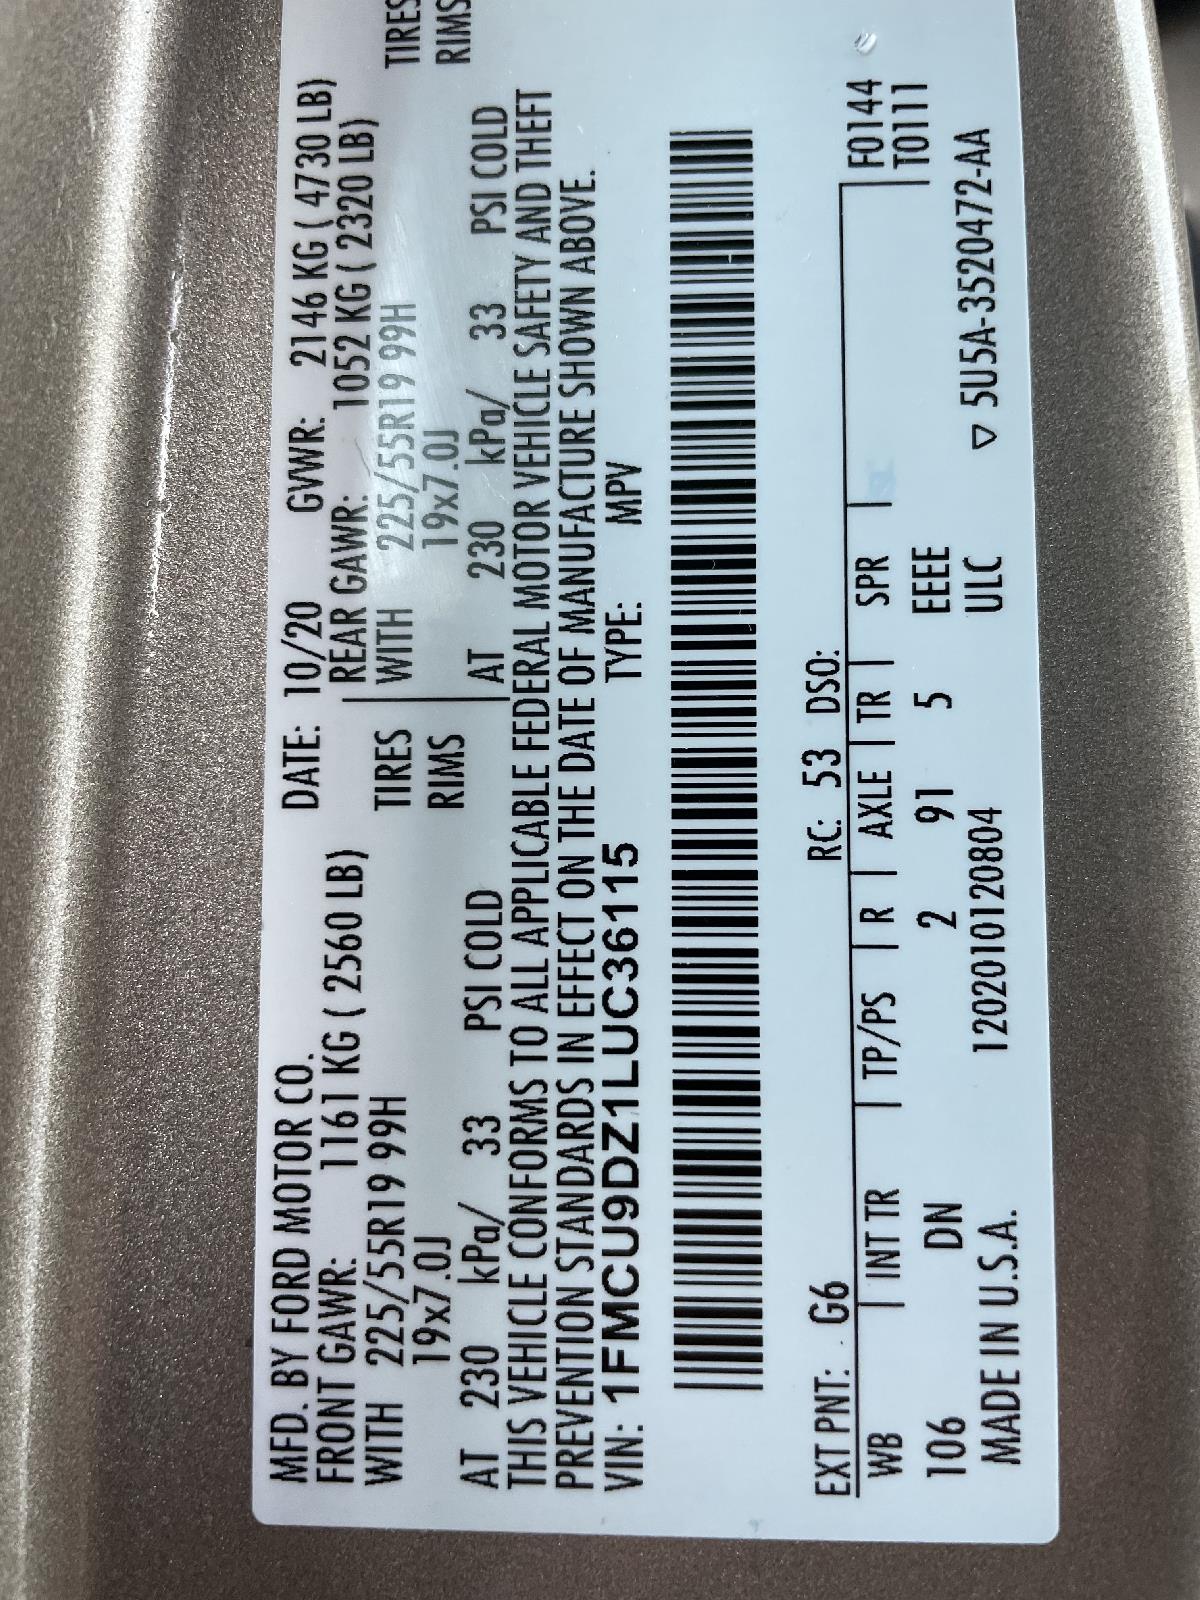 MFD. BY FORD MOTOR CO. DATE: 10/20 GVWR: 2146 KG ( 4730 LB)
FRONT GAWR: 1161 KG ( 2560 LB) REAR GAWR: 1052 KG ( 2320 LB)
WITH 225/55R19 99H TIRES WITH 225/55R19 99H TIRES
19x7.0J RIMS 19x7.0J RIMS
AT 230 kPa/ 33 PSI COLD AT 230 kPa/ 33 PSI COLD
THIS VEHICLE CONFORMS TO ALL APPLICABLE FEDERAL MOTOR VEHICLE SAFETY AND THEFT
PREVENTION STANDARDS IN EFFECT ON THE DATE OF MANUFACTURE SHOWN ABOVE.
VIN: 1FMCU9DZ1LUC36115 TYPE: MPV
EXT PNT: G6 RC: 53 DSO:
WB INT TR TP/PS R AXLE TR SPR F0144
T0111
106 DN 2 91 5 EEEE
MADE IN U.S.A. 1202010120804 ULC ▽ 5U5A-3520472-AA